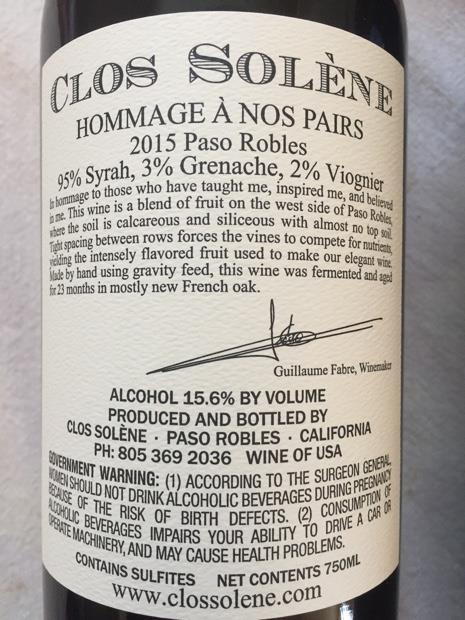 CLOS SOLÈNE
HOMMAGE À NOS PAIRS
2015 Paso Robles
95% Syrah, 3% Grenache, 2% Viognier
In hommage to those who have taught me, inspired me, and believed
in me. This wine is a blend of fruit on the west side of Paso Robles,
where the soil is calcareous and siliceous with almost no top soil.
Tight spacing between rows forces the vines to compete for nutrients,
yielding the intensely flavored fruit used to make our elegant wine.
Made by hand using gravity feed, this wine was fermented and aged
for 23 months in mostly new French oak.
Guillaume Fabre, Winemaker
ALCOHOL 15.6% BY VOLUME
PRODUCED AND BOTTLED BY
CLOS SOLÈNE · PASO ROBLES · CALIFORNIA
PH: 805 369 2036 WINE OF USA
GOVERNMENT WARNING: (1) ACCORDING TO THE SURGEON GENERAL,
WOMEN SHOULD NOT DRINK ALCOHOLIC BEVERAGES DURING PREGNANCY
BECAUSE OF THE RISK OF BIRTH DEFECTS. (2) CONSUMPTION OF
ALCOHOLIC BEVERAGES IMPAIRS YOUR ABILITY TO DRIVE A CAR OR
OPERATE MACHINERY, AND MAY CAUSE HEALTH PROBLEMS.
CONTAINS SULFITES NET CONTENTS 750ML
www.clossolene.com